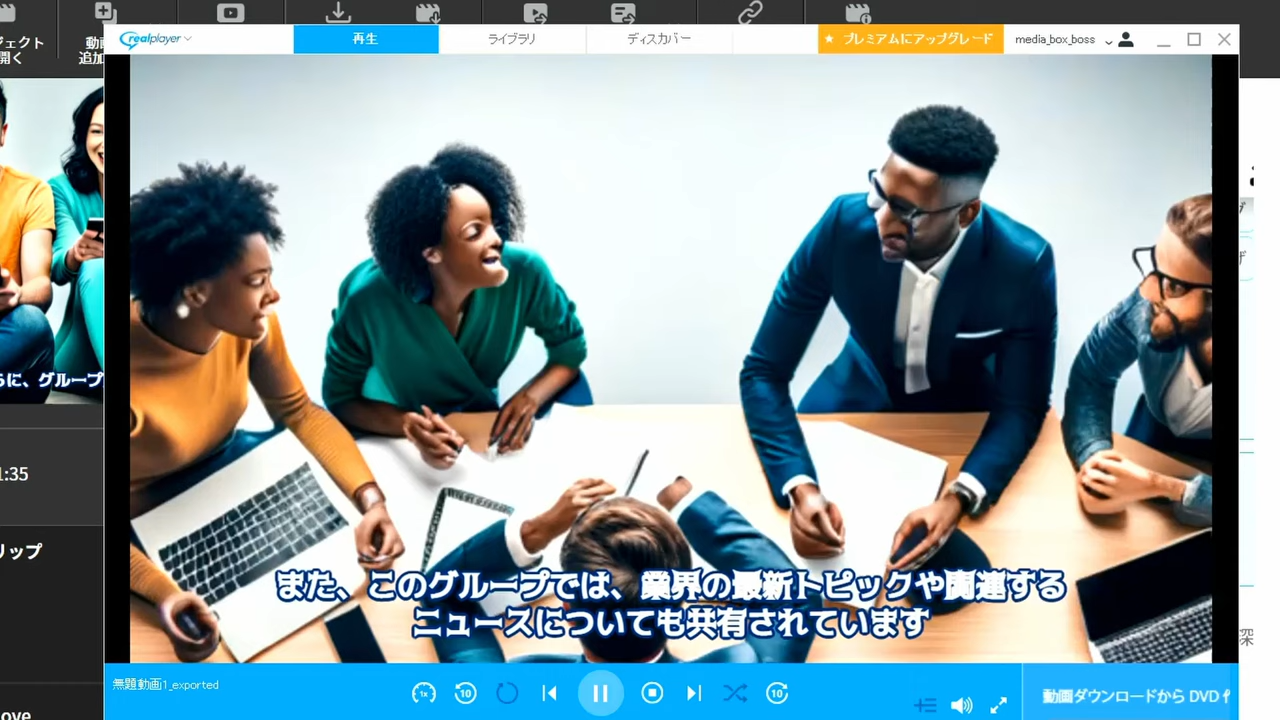 ジェクト
開く
動画
追加
realplayer
再生
ライブラリ
ディスカバー
プレミアムにアップグレード
media_box_boss
らに、グループ
1:35
リップ
また、このグループでは、業界の最新トピックや関連する
ニュースについても共有されています
無題動画1_exported
1x
10
10
動画ダウンロードから DVD
ove
深